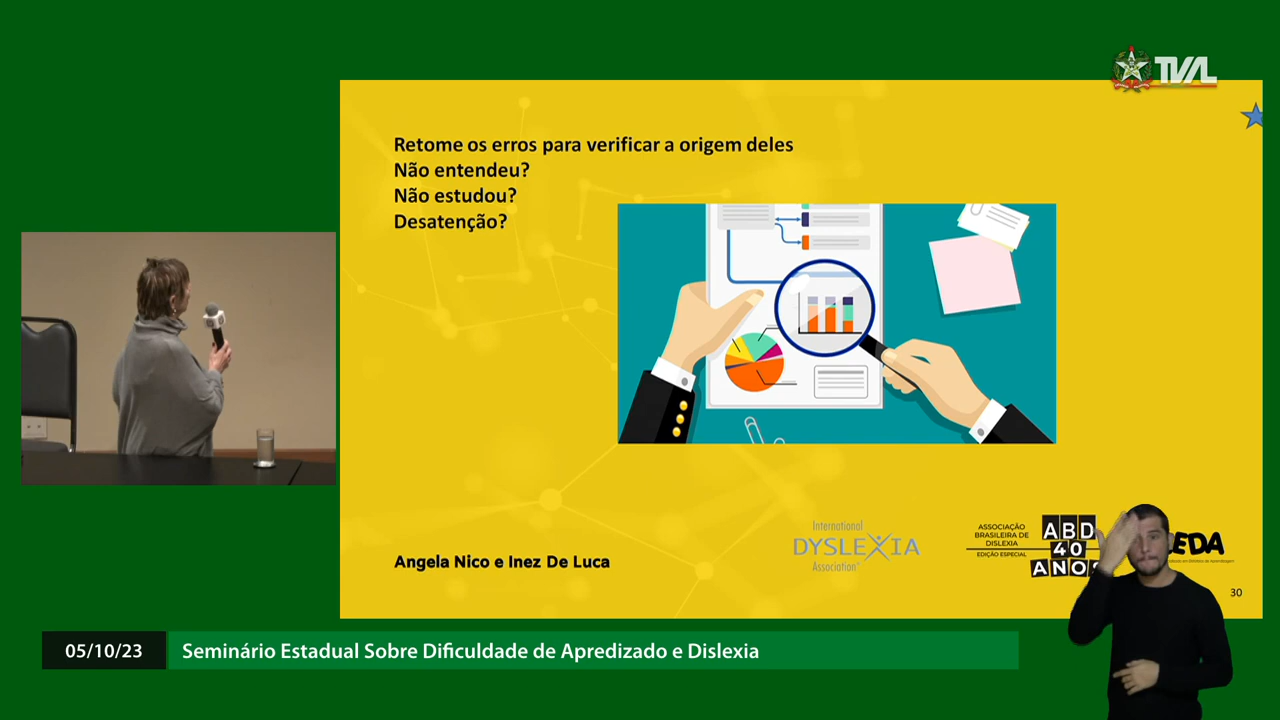 TVAL
Retome os erros para verificar a origem deles
Não entendeu?
Não estudou?
Desatenção?
Angela Nico e Inez De Luca
International
DYSLEXIA
Association
ASSOCIAÇÃO
BRASILEIRA DE
DISLEXIA
EDIÇÃO ESPECIAL
ABD
40
ANOS
EDA
30
05/10/23
Seminário Estadual Sobre Dificuldade de Apredizado e Dislexia